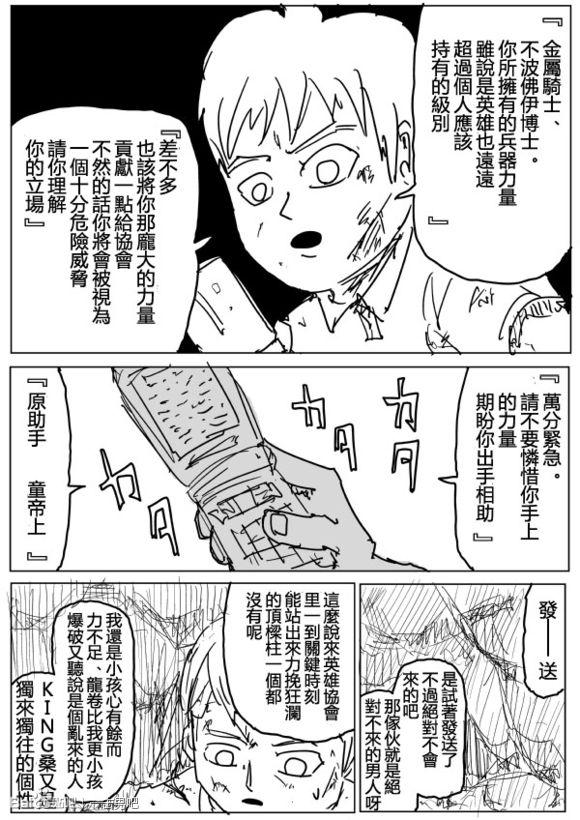 『金屬騎士、
不波佛伊博士。
你所擁有的兵器力量
雖說是英雄也遠遠
超過個人應該
持有的級別
』
『差不多
也該將你那龐大的力量
貢獻一點給協會
不然的話你將會被視為
一個十分危險威脅
請你理解
你的立場』
『萬分緊急。
請不要憐惜你手上
的力量
期盼你出手相助』
カタ
カタ
『原助手 童帝上 』
發──送
是試著發送了
不過絕對不會
來的吧
那傢伙就是絕
對不來的男人呀
這麼說來英雄協會
里一到關鍵時刻
能站出來力挽狂瀾
的頂樑柱一個都
沒有呢
我還是小孩心有餘而
力不足、龍卷比我更小孩
爆破又聽說是個亂來的人
KING桑又是
獨來獨往的個性